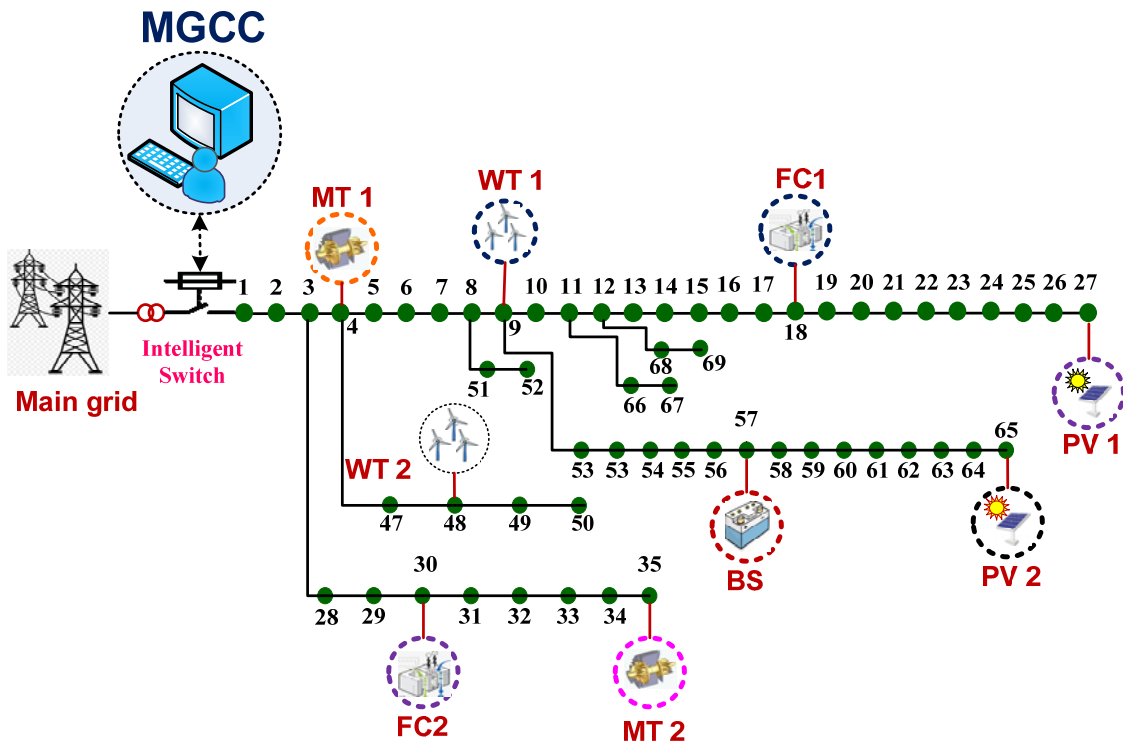 MGCC
MT 1
WT 1
FC1
1 2 3 5 6 7 8 10 11 12 13 14 15 16 17 19 20 21 22 23 24 25 26 27
4 9 18
Intelligent
Switch
Main grid
68 69
51 52
66 67
PV 1
57 65
53 53 54 55 56 58 59 60 61 62 63 64
WT 2
47 48 49 50
BS
PV 2
30 35
28 29 31 32 33 34
FC2
MT 2